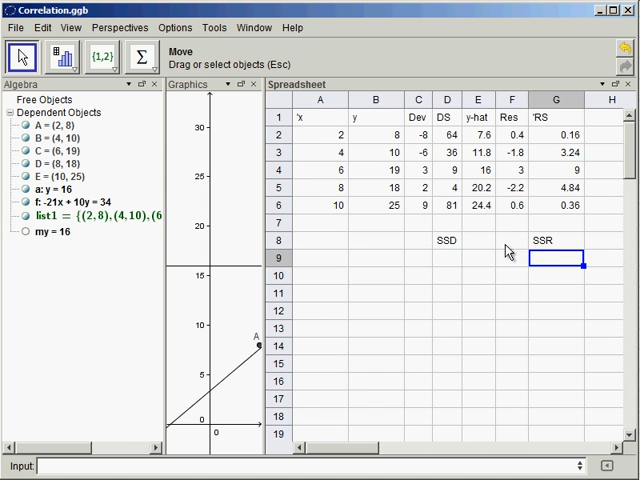 Correlation.ggb
File Edit View Perspectives Options Tools Window Help
{1,2} Σ Move
Drag or select objects (Esc)
Algebra
Free Objects
Dependent Objects
A = (2, 8)
B = (4, 10)
C = (6, 19)
D = (8, 18)
E = (10, 25)
a: y = 16
f: -21x + 10y = 34
list1 = {(2, 8), (4, 10), (6
my = 16
Graphics
30
25
20
15
10
5
0
0
A
Spreadsheet
A B C D E F G H
1 'x y Dev DS y-hat Res 'RS
2 2 8 -8 64 7.6 0.4 0.16
3 4 10 -6 36 11.8 -1.8 3.24
4 6 19 3 9 16 3 9
5 8 18 2 4 20.2 -2.2 4.84
6 10 25 9 81 24.4 0.6 0.36
7
8 SSD SSR
9
10
11
12
13
14
15
16
17
18
19
Input: